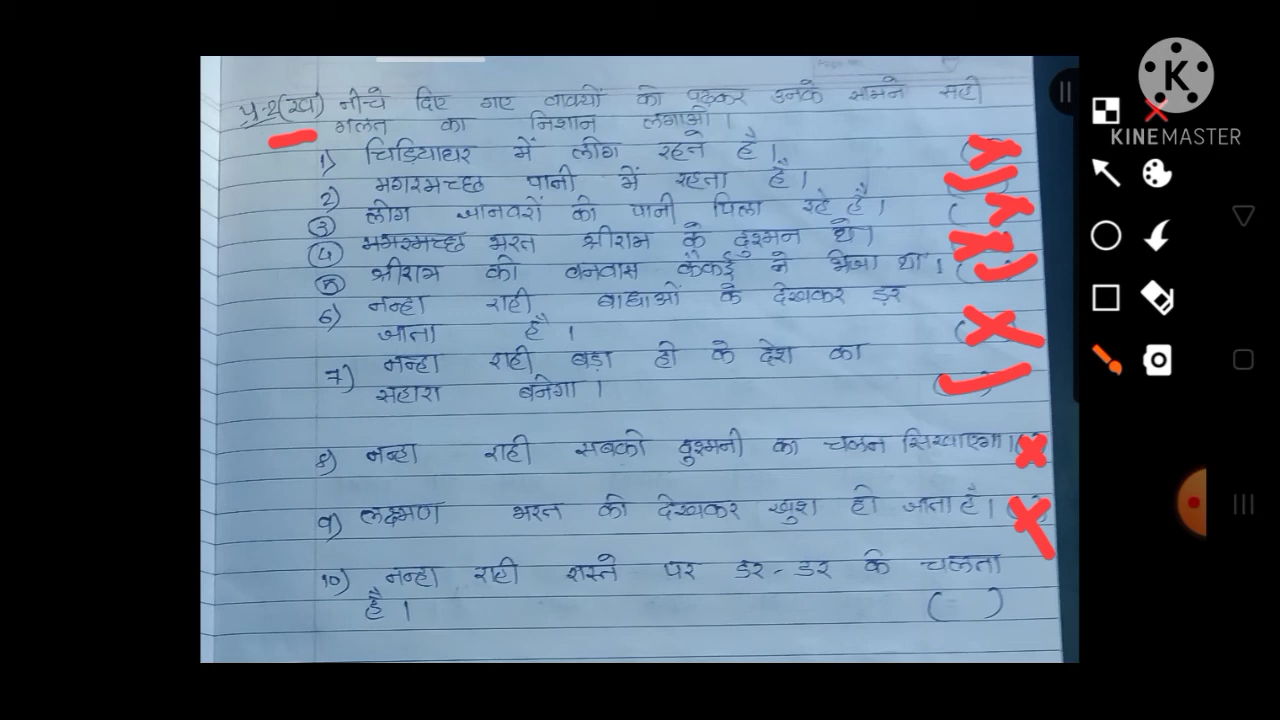 प्र-2(ख) नीचे दिए गए वाक्यों को पढ़कर उनके सामने सही
गलत का निशान लगाओ।
1) चिडियाघर में लोग रहते है।
2) मगरमच्छ पानी में रहता है।
③ लोग जानवरों को पानी पिला रहे है।
④ मगरमच्छ भरत श्रीराम के दुश्मन थे।
⑤ श्रीराम को वनवास कैकई ने भेजा था। ( )
6) नन्हा राही बाधाओं के देखकर डर
जाता है। ( )
7) नन्हा राही बड़ा हो के देश का
सहारा बनेगा। ( )
8) नन्हा राही सबको दुश्मनी का चलन सिखाएगा। ( )
9) लक्ष्मण भरत को देखकर खुश हो जाता है। ( )
10) नन्हा राही रास्ते पर डर-डर के चलता
है। ( )
K
KINEMASTER